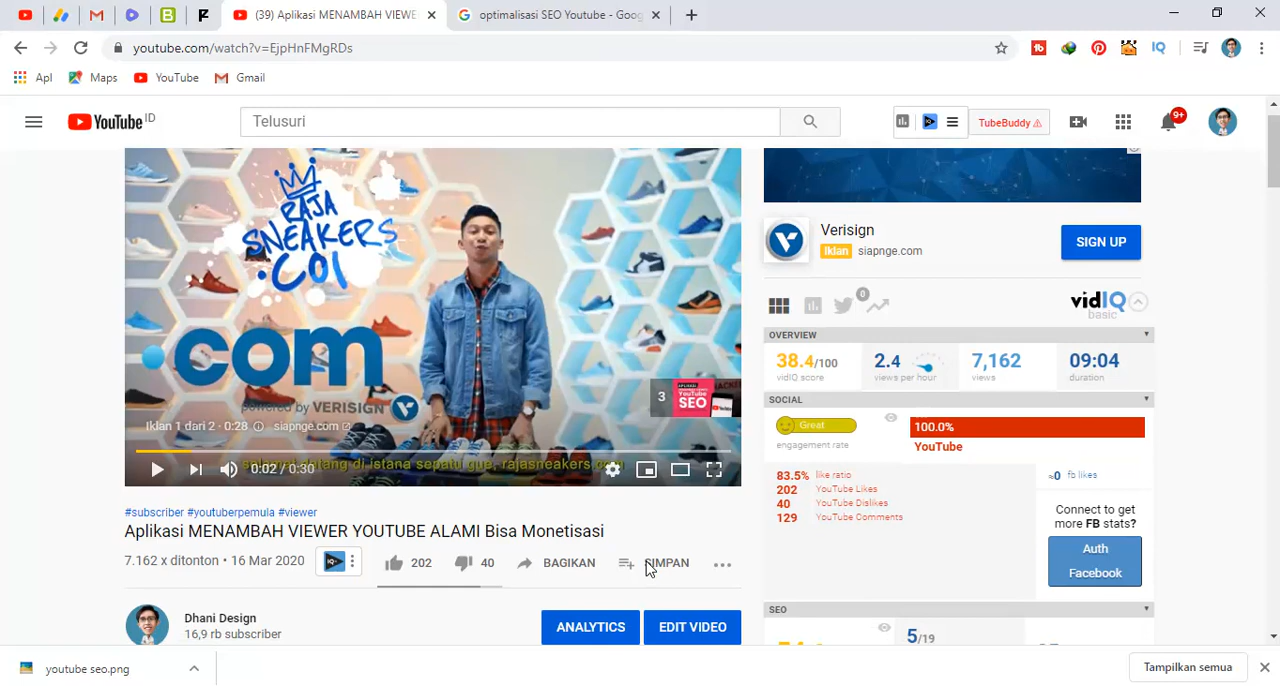 (39) Aplikasi MENAMBAH VIEWE
optimalisasi SEO Youtube - Goog
youtube.com/watch?v=EjpHnFMgRDs
Apl Maps YouTube Gmail
YouTube ID
Telusuri
TubeBuddy
9+
RAJA
SNEAKERS
.COM
.com
powered by VERISIGN
Iklan 1 dari 2 · 0:28 siapnge.com
3
YouTube
SEO
0:02 / 0:30
datang di istana sepatu gue, rajasneakers.com
#subscriber #youtuberpemula #viewer
Aplikasi MENAMBAH VIEWER YOUTUBE ALAMI Bisa Monetisasi
7.162 x ditonton • 16 Mar 2020
202 40 BAGIKAN SIMPAN
Dhani Design
16,9 rb subscriber
ANALYTICS EDIT VIDEO
Verisign
Iklan siapnge.com
SIGN UP
0
vidIQ
basic
OVERVIEW
38.4/100 2.4 7,162 09:04
vidIQ score views per hour views duration
SOCIAL
Great
engagement rate
100.0%
YouTube
83.5% like ratio
202 YouTube Likes
40 YouTube Dislikes
129 YouTube Comments
≈0 fb likes
Connect to get
more FB stats?
Auth
Facebook
SEO
5/19
youtube seo.png
Tampilkan semua